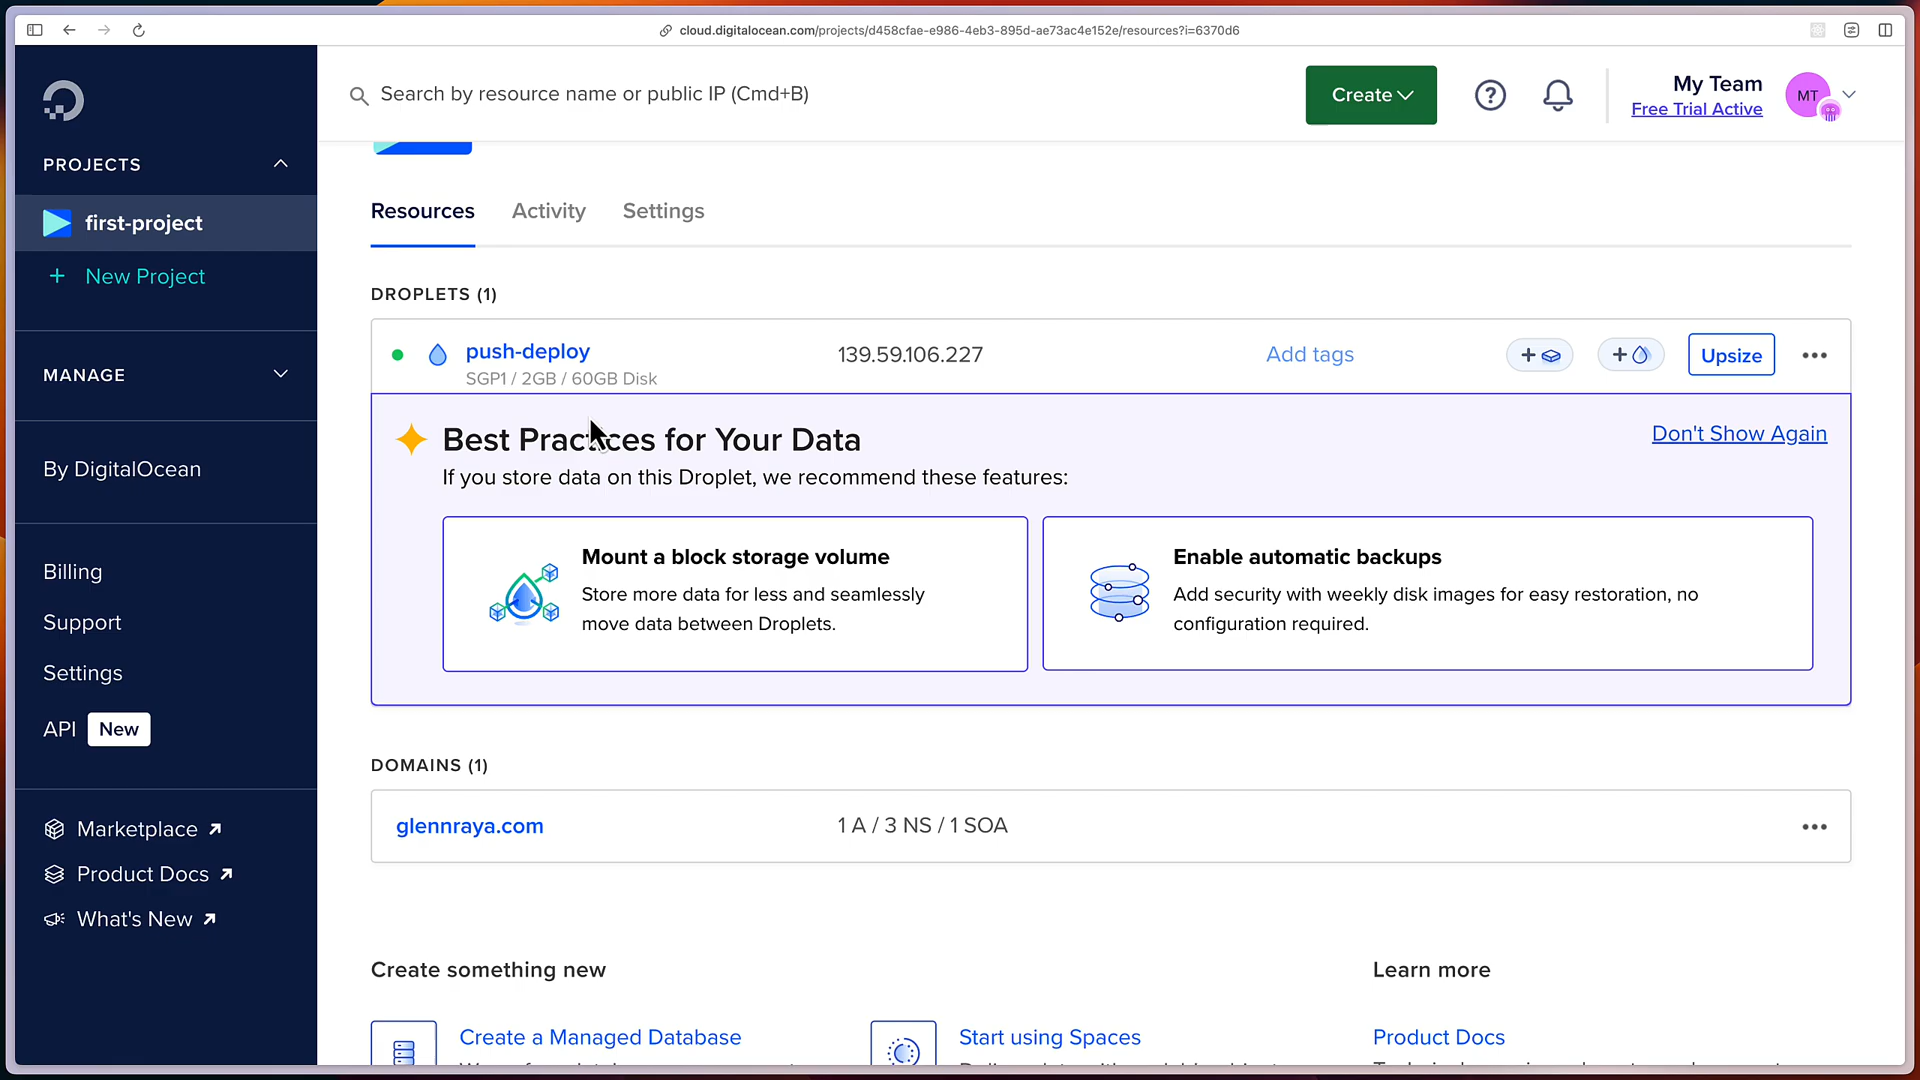 cloud.digitalocean.com/projects/d458cfae-e986-4eb3-895d-ae73ac4e152e/resources?i=6370d6
Search by resource name or public IP (Cmd+B)
Create
My Team
Free Trial Active
MT
PROJECTS
first-project
+ New Project
MANAGE
By DigitalOcean
Billing
Support
Settings
API New
Marketplace
Product Docs
What's New
Resources
Activity
Settings
DROPLETS (1)
push-deploy
SGP1 / 2GB / 60GB Disk
139.59.106.227
Add tags
+
+
Upsize
Best Practices for Your Data
Don't Show Again
If you store data on this Droplet, we recommend these features:
Mount a block storage volume
Store more data for less and seamlessly
move data between Droplets.
Enable automatic backups
Add security with weekly disk images for easy restoration, no
configuration required.
DOMAINS (1)
glennraya.com
1 A / 3 NS / 1 SOA
Create something new
Learn more
Create a Managed Database
Start using Spaces
Product Docs